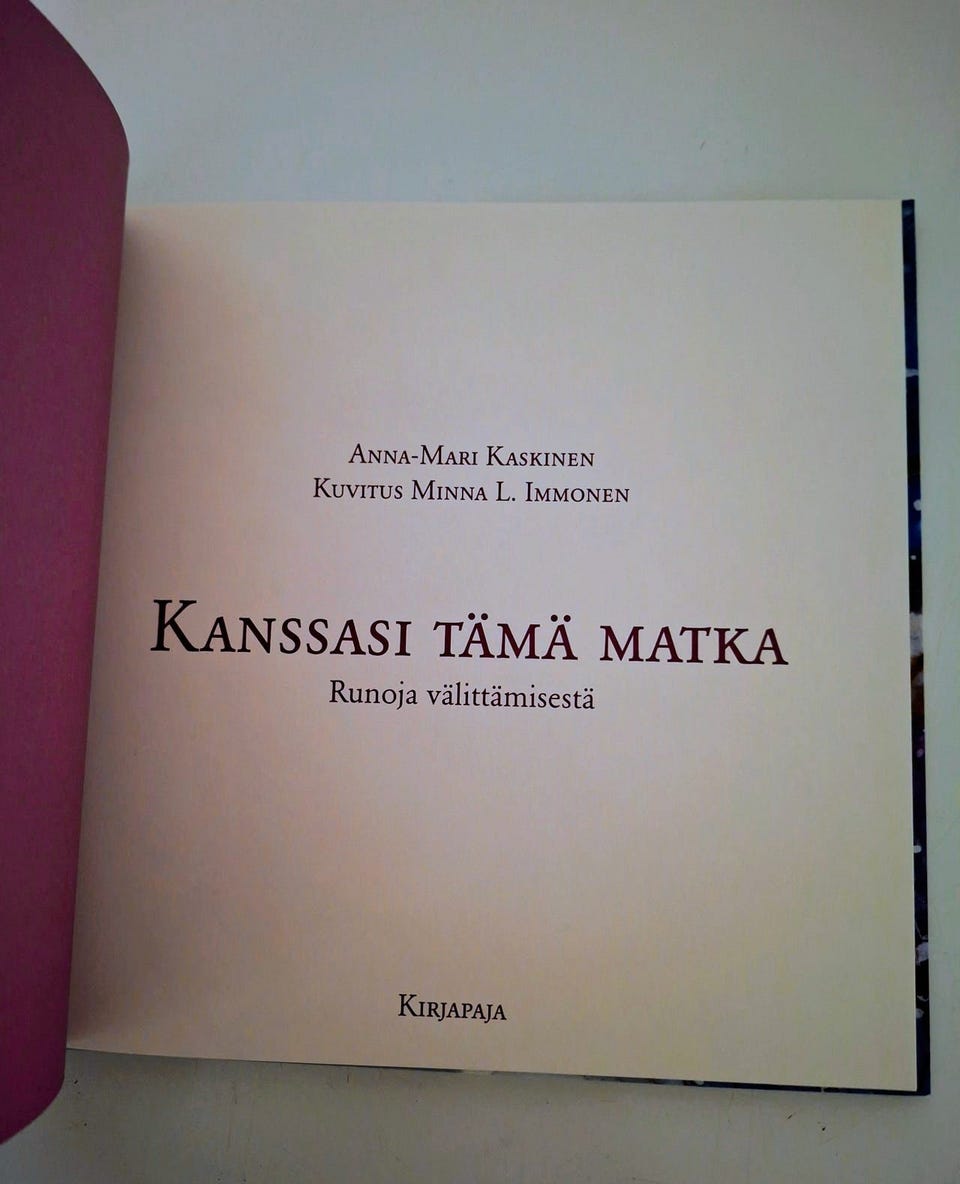 Anna-Mari Kaskinen
Kuvitus Minna L. Immonen
Kanssasi tämä matka
Runoja välittämisestä
Kirjapaja